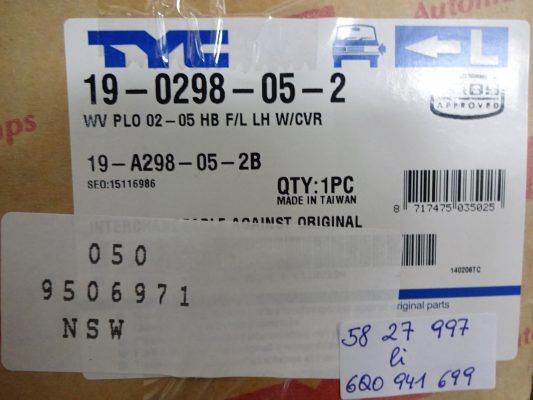 Automo
TYC
L
19-0298-05-2
WV PLO 02-05 HB F/L LH W/CVR
APPROVED
19-A298-05-2B
SEQ:15116986
QTY:1PC
MADE IN TAIWAN
8 717475 035025
AGAINST ORIGINAL
140206TC
original parts
050
9506971
NSW
58 27 997
li
6Q0 941 699